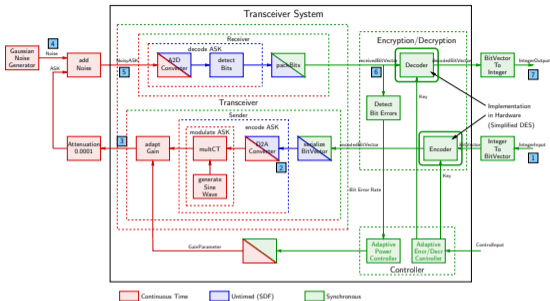 Transceiver System
Receiver
decode ASK
Encryption/Decryption
Gaussian
Noise
Generator
4
Noise
ASK
add
Noise
NoisyASK
5
A2D
Converter
detect
Bits
packBits
receivedBitVector
6
Decoder
decodedBitVector
BitVector
To
Integer
IntegerOutput
7
Detect
Bit Errors
Key
Implementation
in Hardware
(Simplified DES)
Transceiver
Sender
encode ASK
modulate ASK
Attenuation
0.0001
3
adapt
Gain
multCT
D2A
Converter
2
serialize
BitVector
encodedBitVector
Encoder
BitVector
Integer
To
BitVector
IntegerInput
1
generate
Sine
Wave
Key
Bit Error Rate
GainParameter
Adaptive
Power
Controller
Adaptive
Encr/Decr
Controller
ControlInput
Controller
Continuous Time
Untimed (SDF)
Synchronous